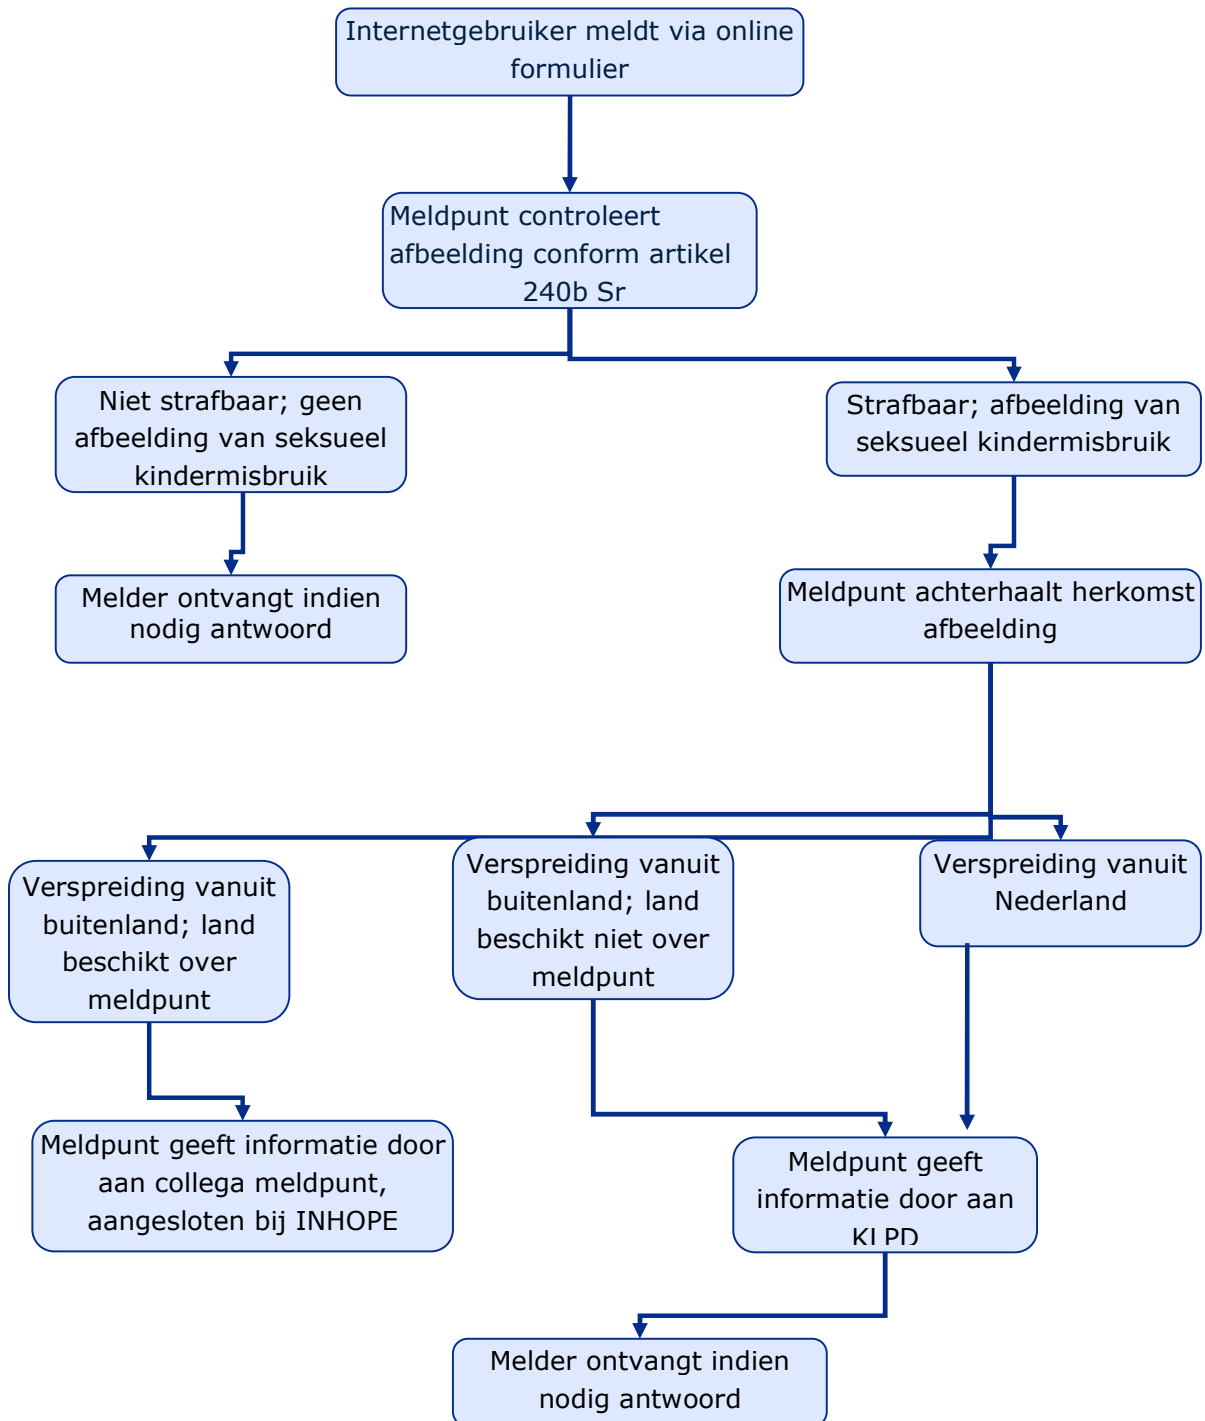 Internetgebruiker meldt via online
formulier
Meldpunt controleert
afbeelding conform artikel
240b Sr
Niet strafbaar; geen
afbeelding van seksueel
kindermisbruik
Strafbaar; afbeelding van
seksueel kindermisbruik
Melder ontvangt indien
nodig antwoord
Meldpunt achterhaalt herkomst
afbeelding
Verspreiding vanuit
buitenland; land
beschikt over
meldpunt
Verspreiding vanuit
buitenland; land
beschikt niet over
meldpunt
Verspreiding vanuit
Nederland
Meldpunt geeft informatie door
aan collega meldpunt,
aangesloten bij INHOPE
Meldpunt geeft
informatie door aan
KLPD
Melder ontvangt indien
nodig antwoord